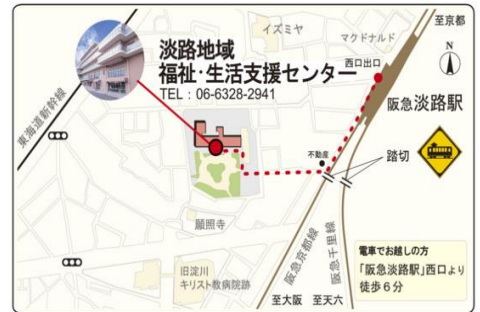 至京都
イズミヤ
マクドナルド
西口出口
N
淡路地域
福祉・生活支援センター
TEL：06-6328-2941
阪急淡路駅
東海道新幹線
不動産
踏切
願照寺
阪急京都線
阪急千里線
旧淀川
キリスト教病院跡
至大阪
至天六
電車でお越しの方
「阪急淡路駅」西口より
徒歩６分